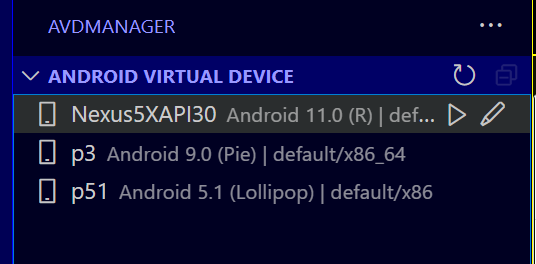 AVDMANAGER
ANDROID VIRTUAL DEVICE
Nexus5XAPI30 Android 11.0 (R) | def...
p3 Android 9.0 (Pie) | default/x86_64
p51 Android 5.1 (Lollipop) | default/x86